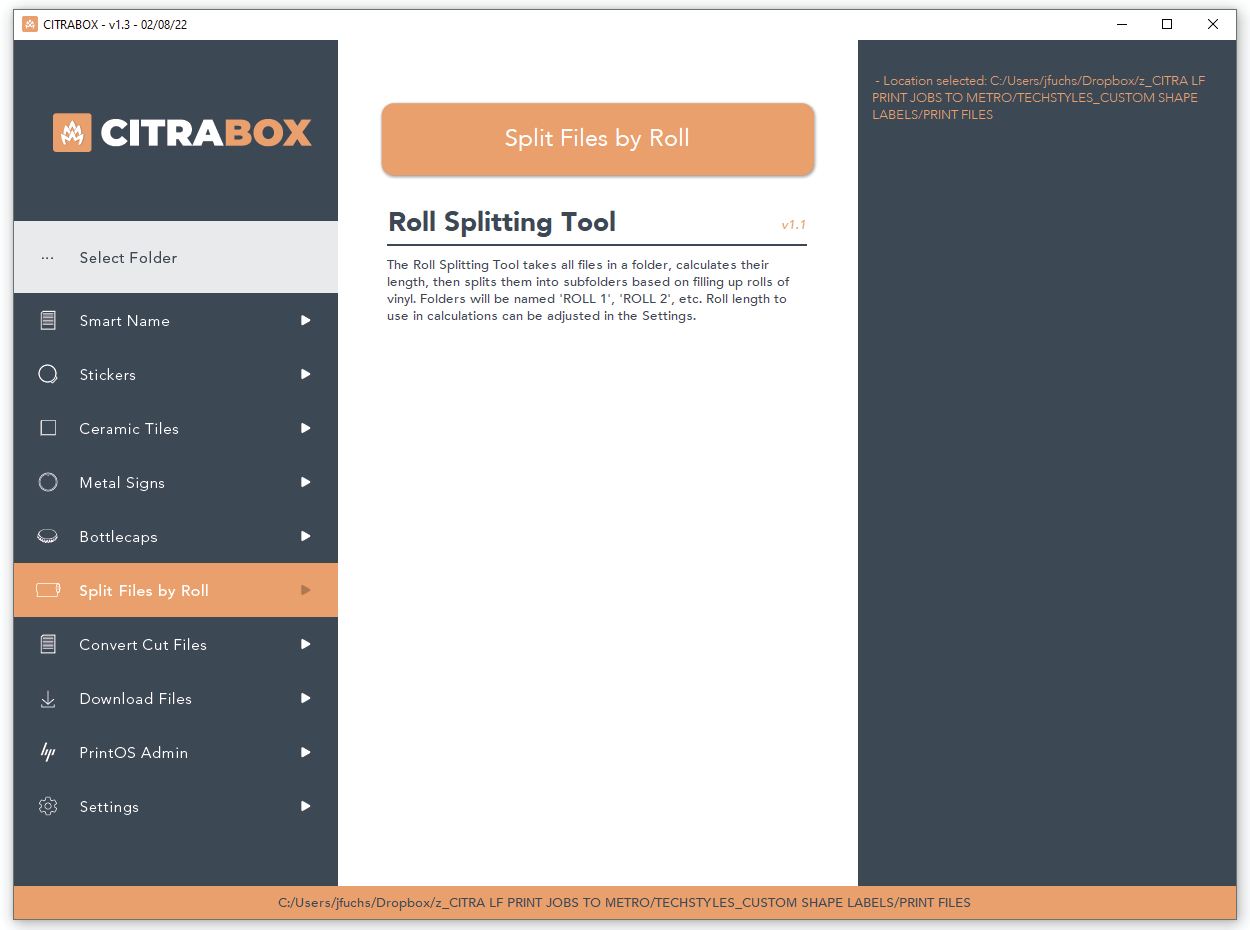 CITRABOX - v1.3 - 02/08/22
CITRABOX
··· Select Folder
Smart Name
Stickers
Ceramic Tiles
Metal Signs
Bottlecaps
Split Files by Roll
Convert Cut Files
Download Files
hp PrintOS Admin
Settings
Split Files by Roll
Roll Splitting Tool v1.1
The Roll Splitting Tool takes all files in a folder, calculates their
length, then splits them into subfolders based on filling up rolls of
vinyl. Folders will be named 'ROLL 1', 'ROLL 2', etc. Roll length to
use in calculations can be adjusted in the Settings.
- Location selected: C:/Users/jfuchs/Dropbox/z_CITRA LF
PRINT JOBS TO METRO/TECHSTYLES_CUSTOM SHAPE
LABELS/PRINT FILES
C:/Users/jfuchs/Dropbox/z_CITRA LF PRINT JOBS TO METRO/TECHSTYLES_CUSTOM SHAPE LABELS/PRINT FILES